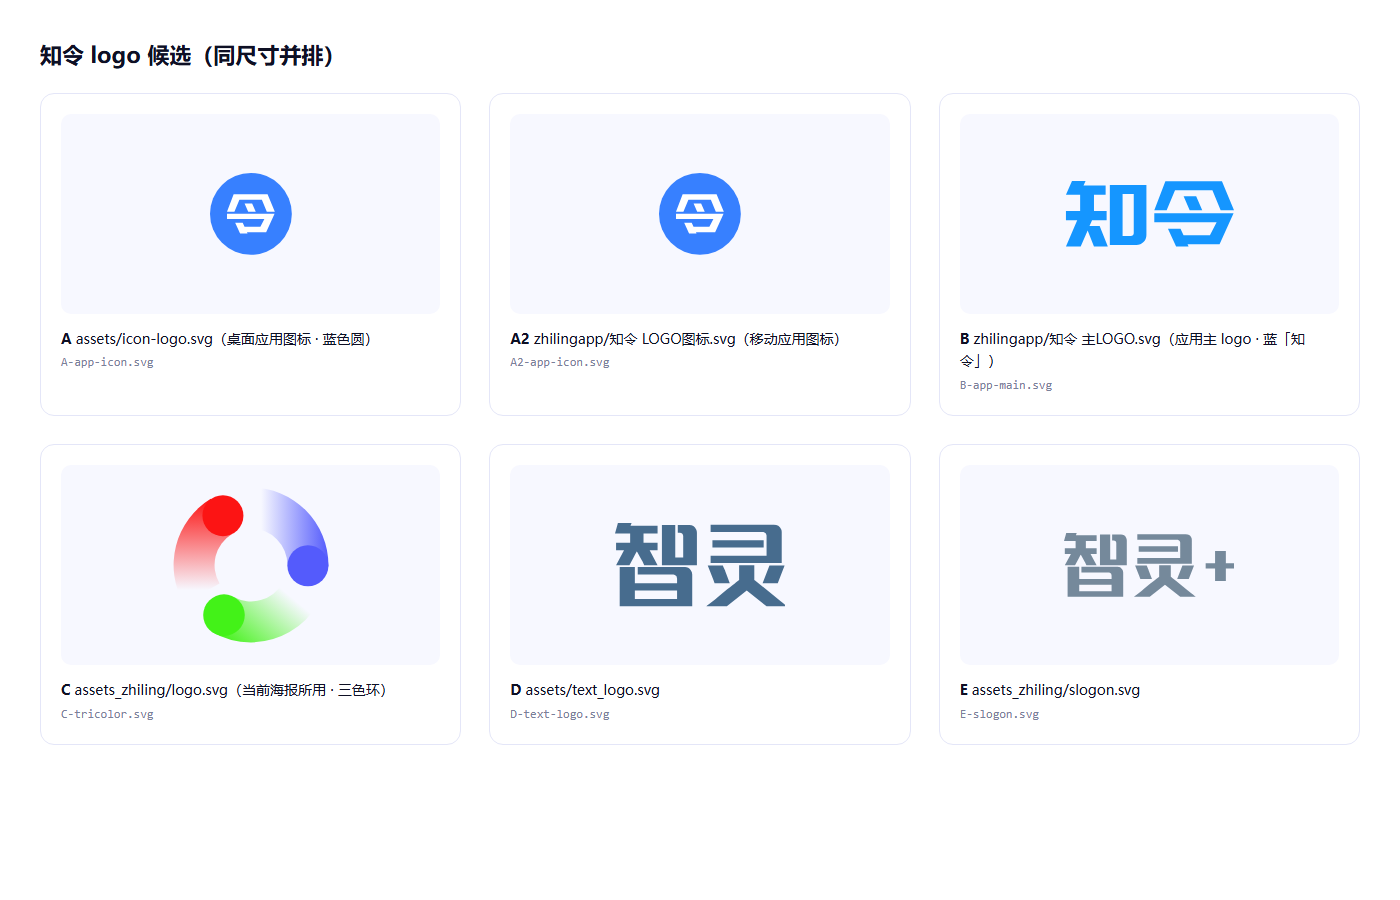 知令 logo 候选（同尺寸并排）
令
令
知令
A assets/icon-logo.svg（桌面应用图标 · 蓝色圆）
A-app-icon.svg
A2 zhilingapp/知令 LOGO图标.svg（移动应用图标）
A2-app-icon.svg
B zhilingapp/知令 主LOGO.svg（应用主 logo · 蓝「知
令」）
B-app-main.svg
智灵
智灵+
C assets_zhiling/logo.svg（当前海报所用 · 三色环）
C-tricolor.svg
D assets/text_logo.svg
D-text-logo.svg
E assets_zhiling/slogon.svg
E-slogon.svg